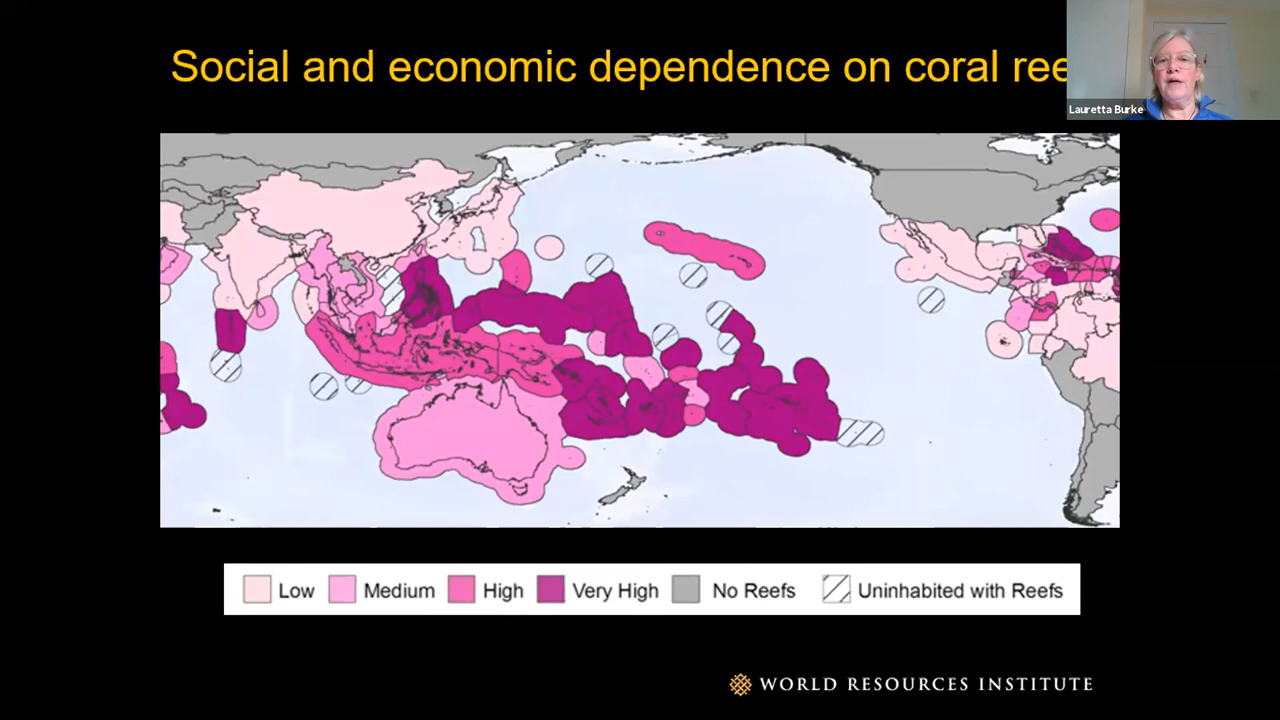 Social and economic dependence on coral ree
Lauretta Burke
Low Medium High Very High No Reefs Uninhabited with Reefs
WORLD RESOURCES INSTITUTE